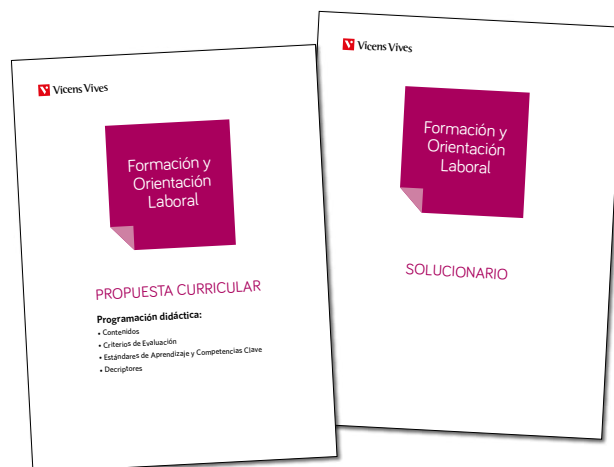 Vicens Vives
Formación y
Orientación
Laboral
PROPUESTA CURRICULAR
Programación didáctica:
• Contenidos
• Criterios de Evaluación
• Estándares de Aprendizaje y Competencias Clave
• Decriptores
Vicens Vives
Formación y
Orientación
Laboral
SOLUCIONARIO